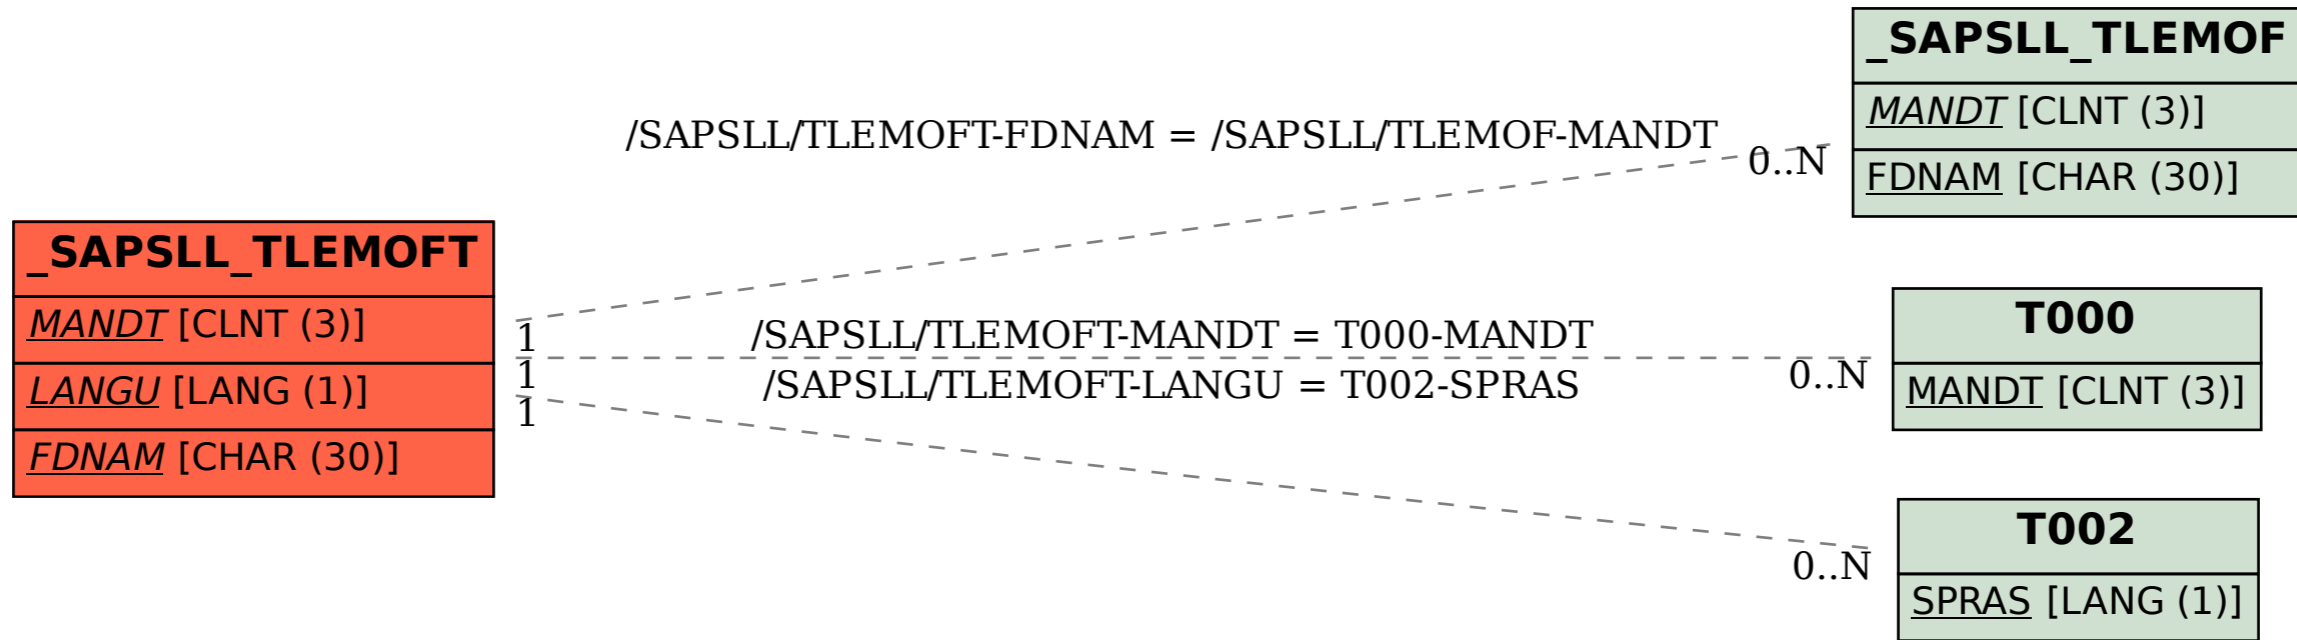 _SAPSLL_TLEMOFT
MANDT [CLNT (3)]
LANGU [LANG (1)]
FDNAM [CHAR (30)]
/SAPSLL/TLEMOFT-FDNAM = /SAPSLL/TLEMOF-MANDT
1
0..N
/SAPSLL/TLEMOFT-MANDT = T000-MANDT
1
0..N
/SAPSLL/TLEMOFT-LANGU = T002-SPRAS
1
0..N
_SAPSLL_TLEMOF
MANDT [CLNT (3)]
FDNAM [CHAR (30)]
T000
MANDT [CLNT (3)]
T002
SPRAS [LANG (1)]